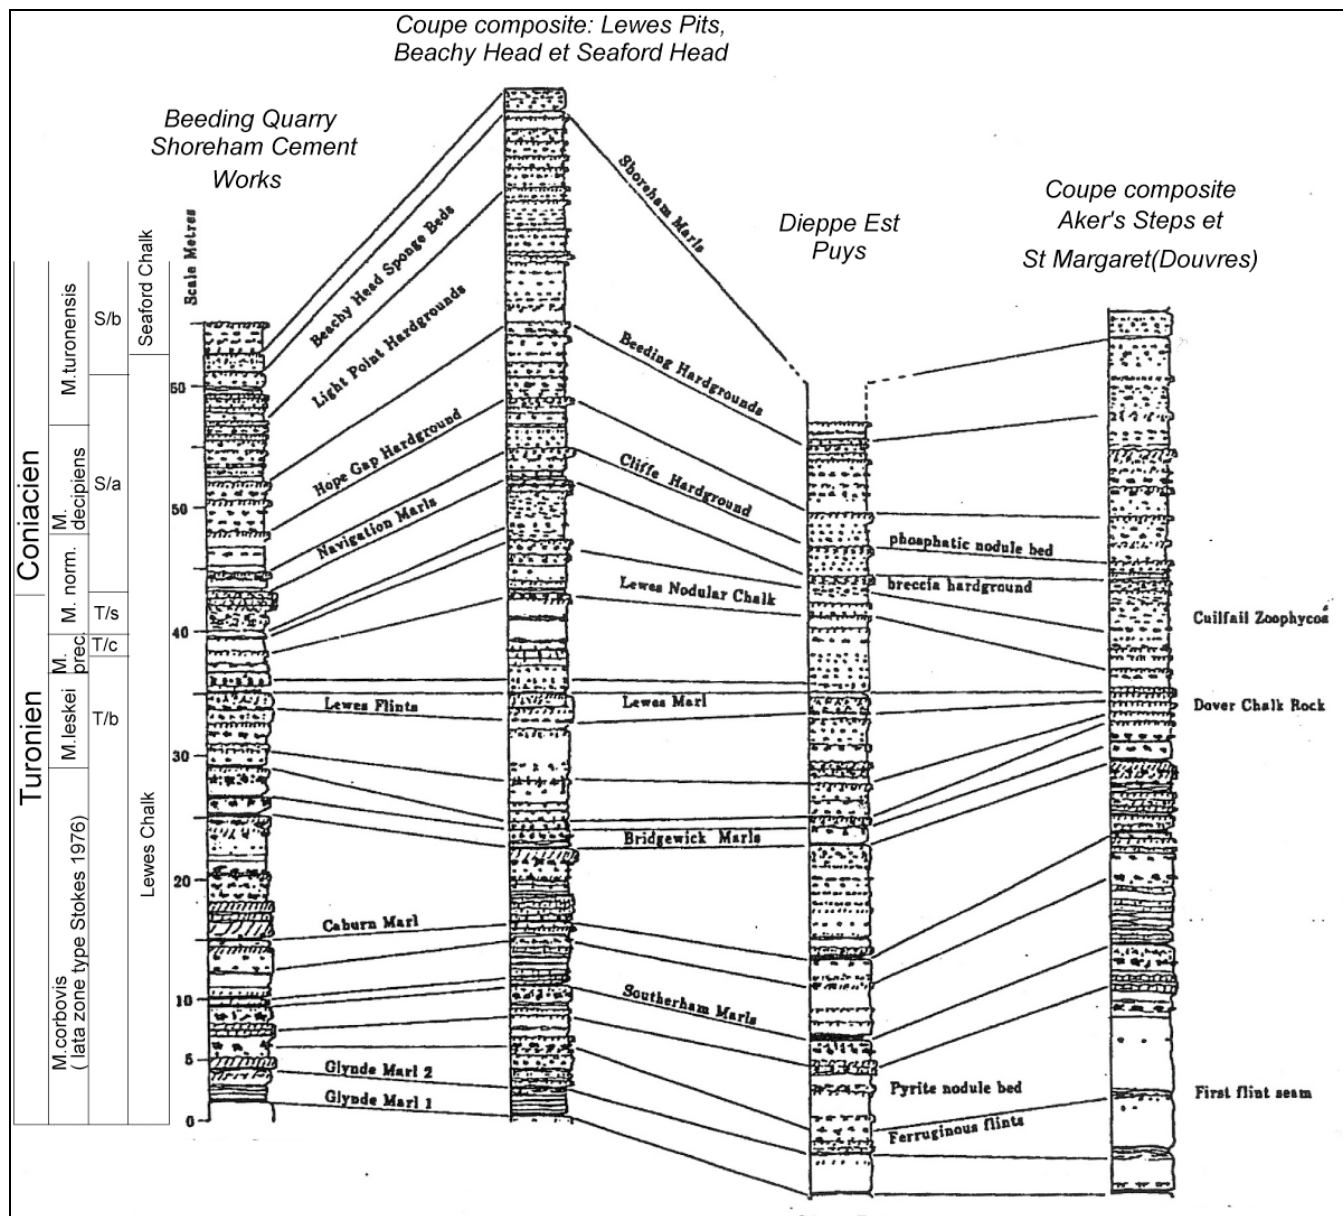 Coupe composite: Lewes Pits,
Beachy Head et Seaford Head
Beeding Quarry
Shoreham Cement
Works
Dieppe Est
Puys
Coupe composite
Aker's Steps et
St Margaret(Douvres)
Scale Metres
Seaford Chalk
Lewes Chalk
S/b
S/a
T/s
T/c
T/b
M.turonensis
M.
decipiens
M. norm.
M.
prec.
M.leskei
M.corbovis
( lata zone type Stokes 1976)
Coniacien
Turonien
60
50
40
30
20
10
5
0
Shoreham Marls
Beachy Head Sponge Beds
Light Point Hardgrounds
Beeding Hardgrounds
Hope Gap Hardground
Cliffe Hardground
Navigation Marls
phosphatic nodule bed
breccia hardground
Lewes Nodular Chalk
Cuilfail Zoophycos
Lewes Flints
Lewes Marl
Dover Chalk Rock
Bridgewick Marls
Caburn Marl
Southerham Marls
Glynde Marl 2
Glynde Marl 1
Pyrite nodule bed
Ferruginous flints
First flint seam